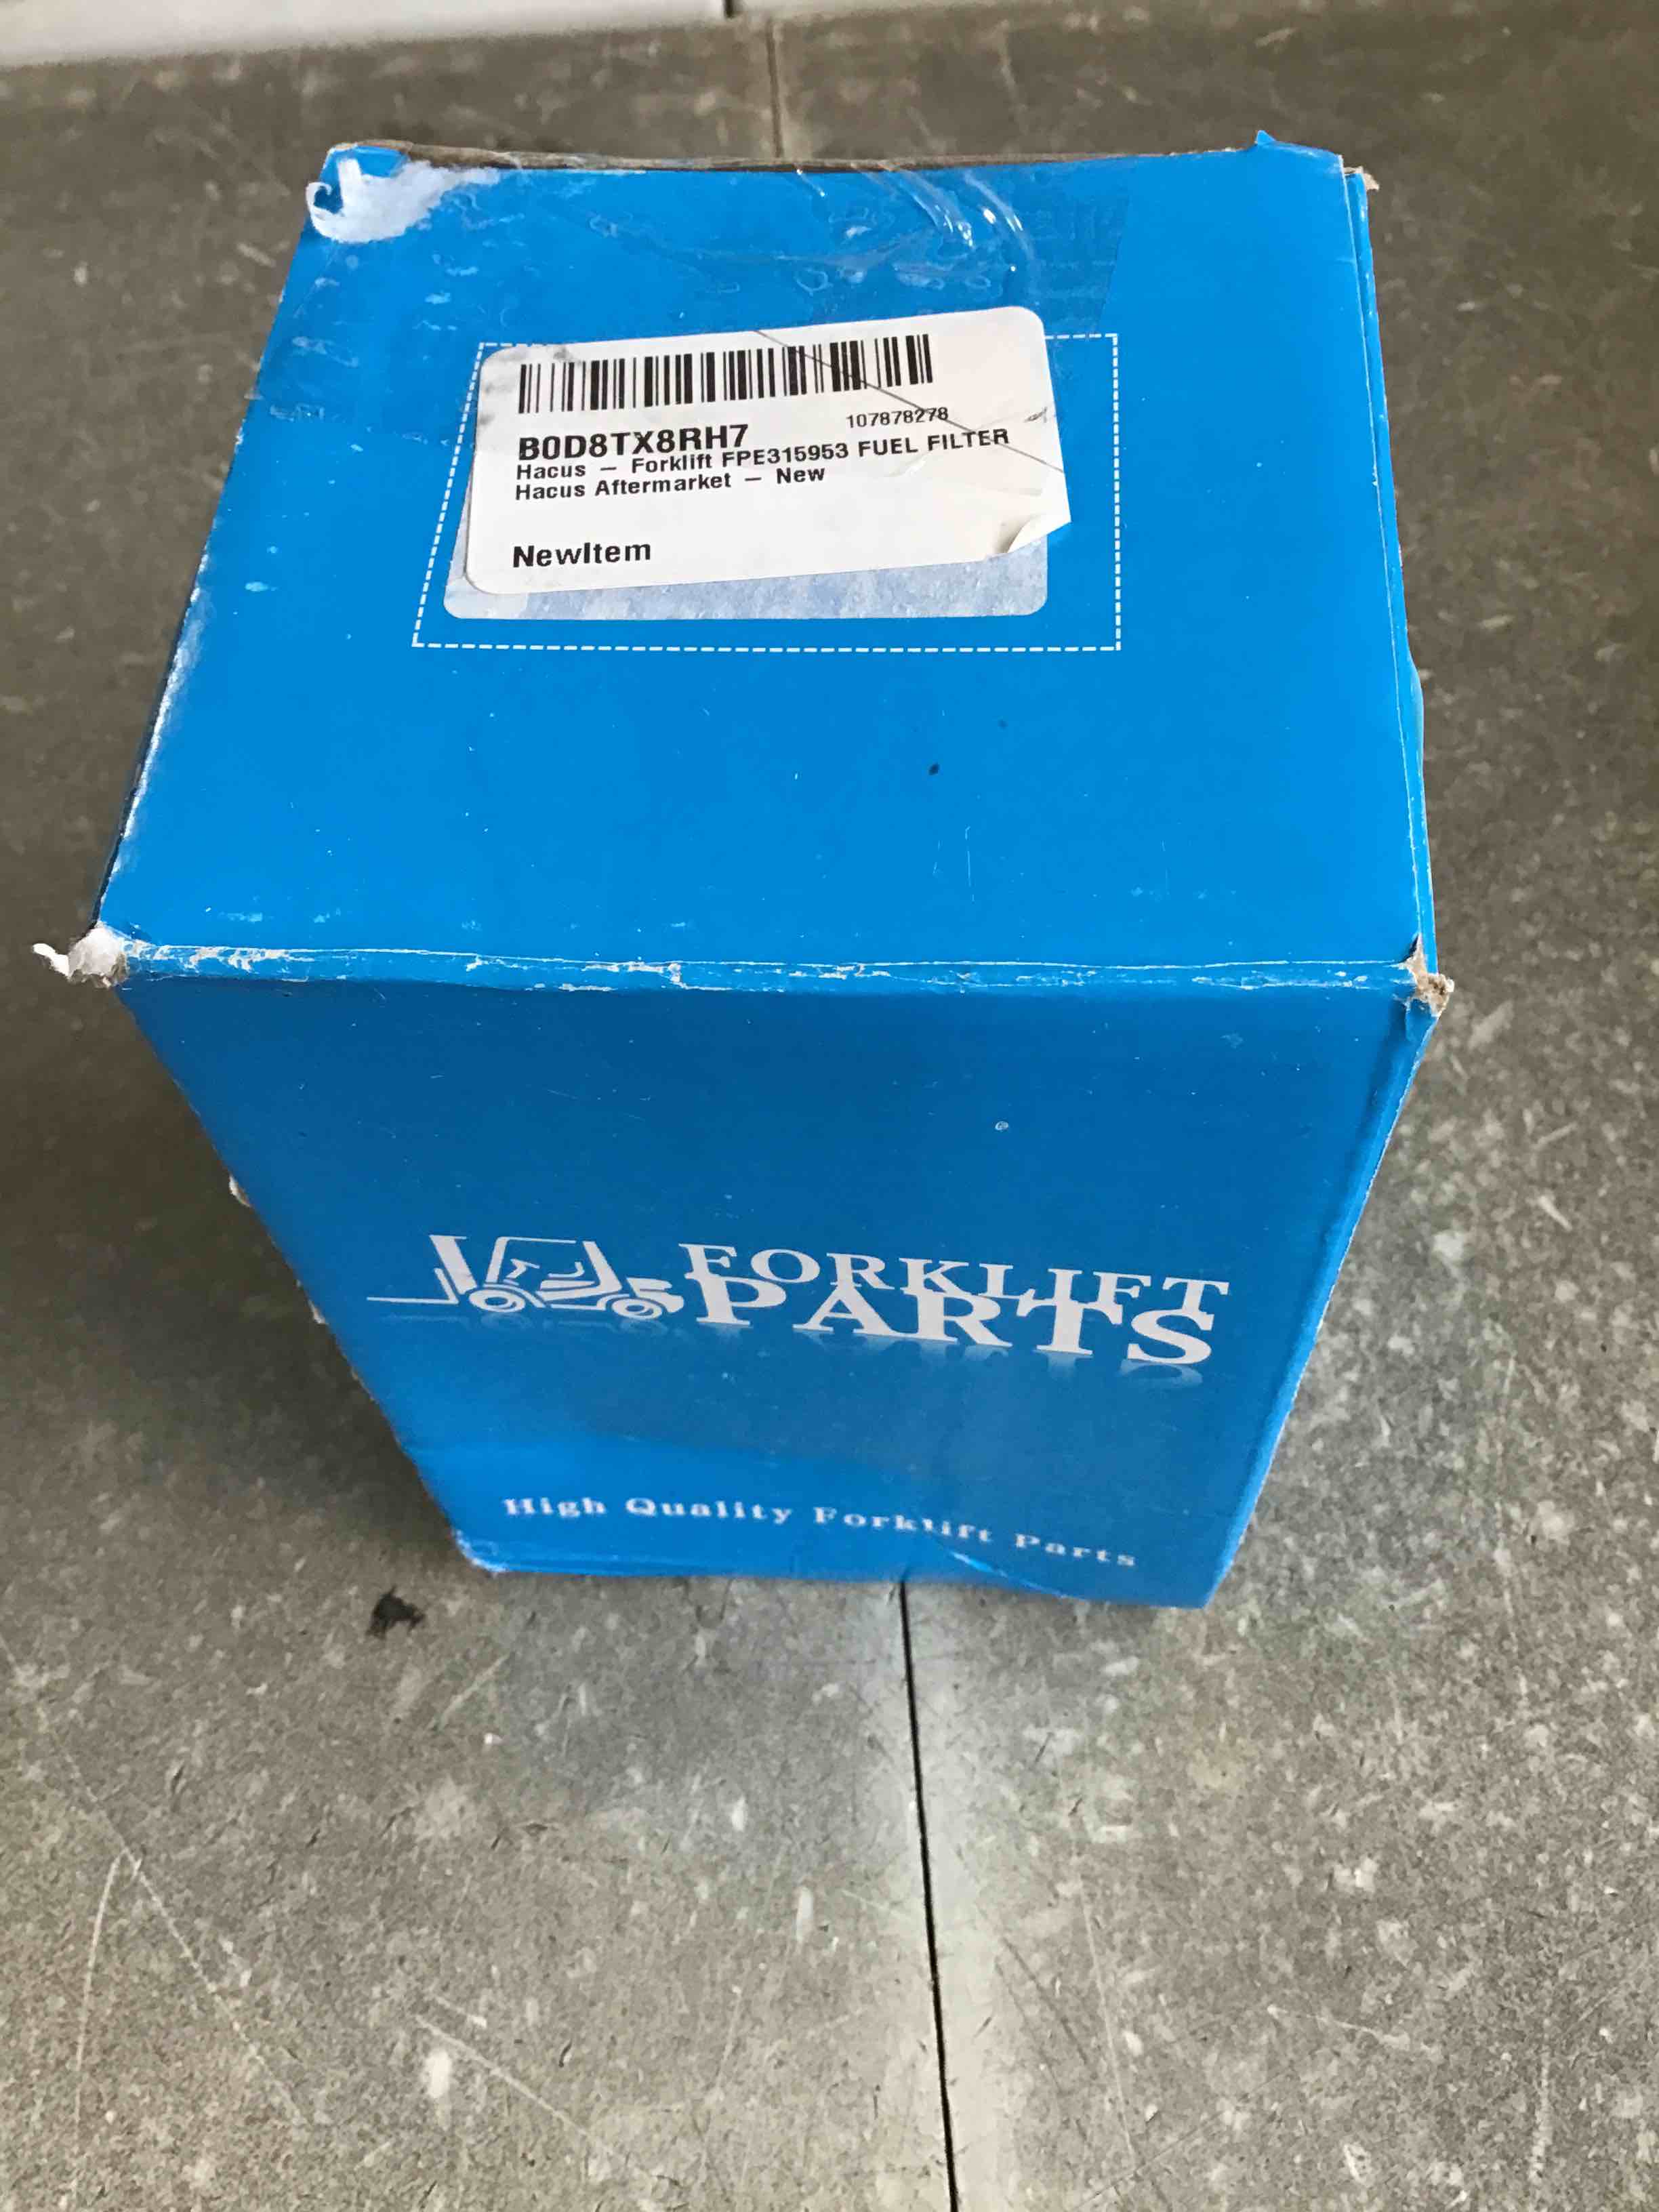 107878278
B0D8TX8RH7
Hacus – Forklift FPE315953 FUEL FILTER
Hacus Aftermarket – New
NewItem
FORKLIFT
PARTS
High Quality Forklift Parts